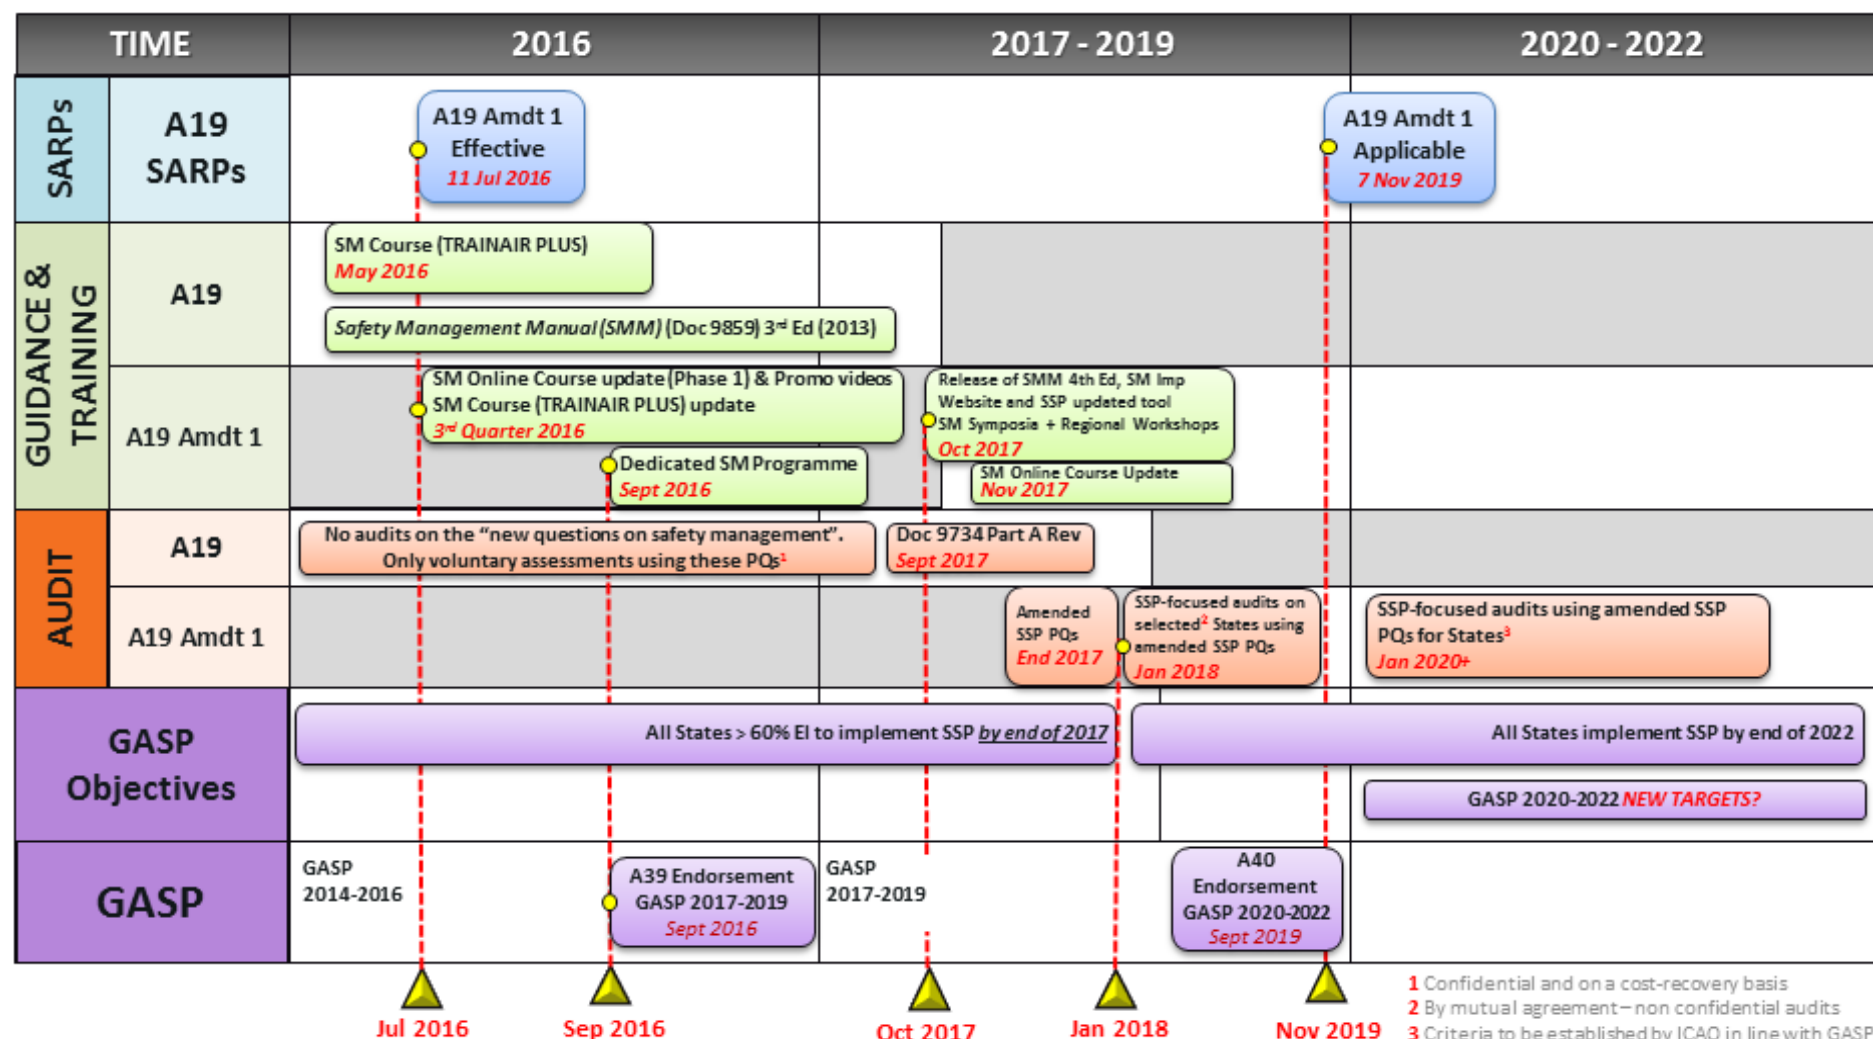 TIME
2016
2017 - 2019
2020 - 2022
SARPs
A19
SARPs
A19 Amdt 1
Effective
11 Jul 2016
A19 Amdt 1
Applicable
7 Nov 2019
GUIDANCE &
TRAINING
A19
SM Course (TRAINAIR PLUS)
May 2016
Safety Management Manual (SMM) (Doc 9859) 3rd Ed (2013)
A19 Amdt 1
SM Online Course update (Phase 1) & Promo videos
SM Course (TRAINAIR PLUS) update
3rd Quarter 2016
Dedicated SM Programme
Sept 2016
Release of SMM 4th Ed, SM Imp
Website and SSP updated tool
SM Symposia + Regional Workshops
Oct 2017
SM Online Course Update
Nov 2017
AUDIT
A19
No audits on the “new questions on safety management”.
Only voluntary assessments using these PQs1
Doc 9734 Part A Rev
Sept 2017
A19 Amdt 1
Amended
SSP PQs
End 2017
SSP-focused audits on
selected2 States using
amended SSP PQs
Jan 2018
SSP-focused audits using amended SSP
PQs for States3
Jan 2020+
GASP
Objectives
All States > 60% EI to implement SSP by end of 2017
All States implement SSP by end of 2022
GASP 2020-2022 NEW TARGETS?
GASP
GASP
2014-2016
A39 Endorsement
GASP 2017-2019
Sept 2016
GASP
2017-2019
A40
Endorsement
GASP 2020-2022
Sept 2019
Jul 2016
Sep 2016
Oct 2017
Jan 2018
Nov 2019
1 Confidential and on a cost-recovery basis
2 By mutual agreement – non confidential audits
3 Criteria to be established by ICAO in line with GASP